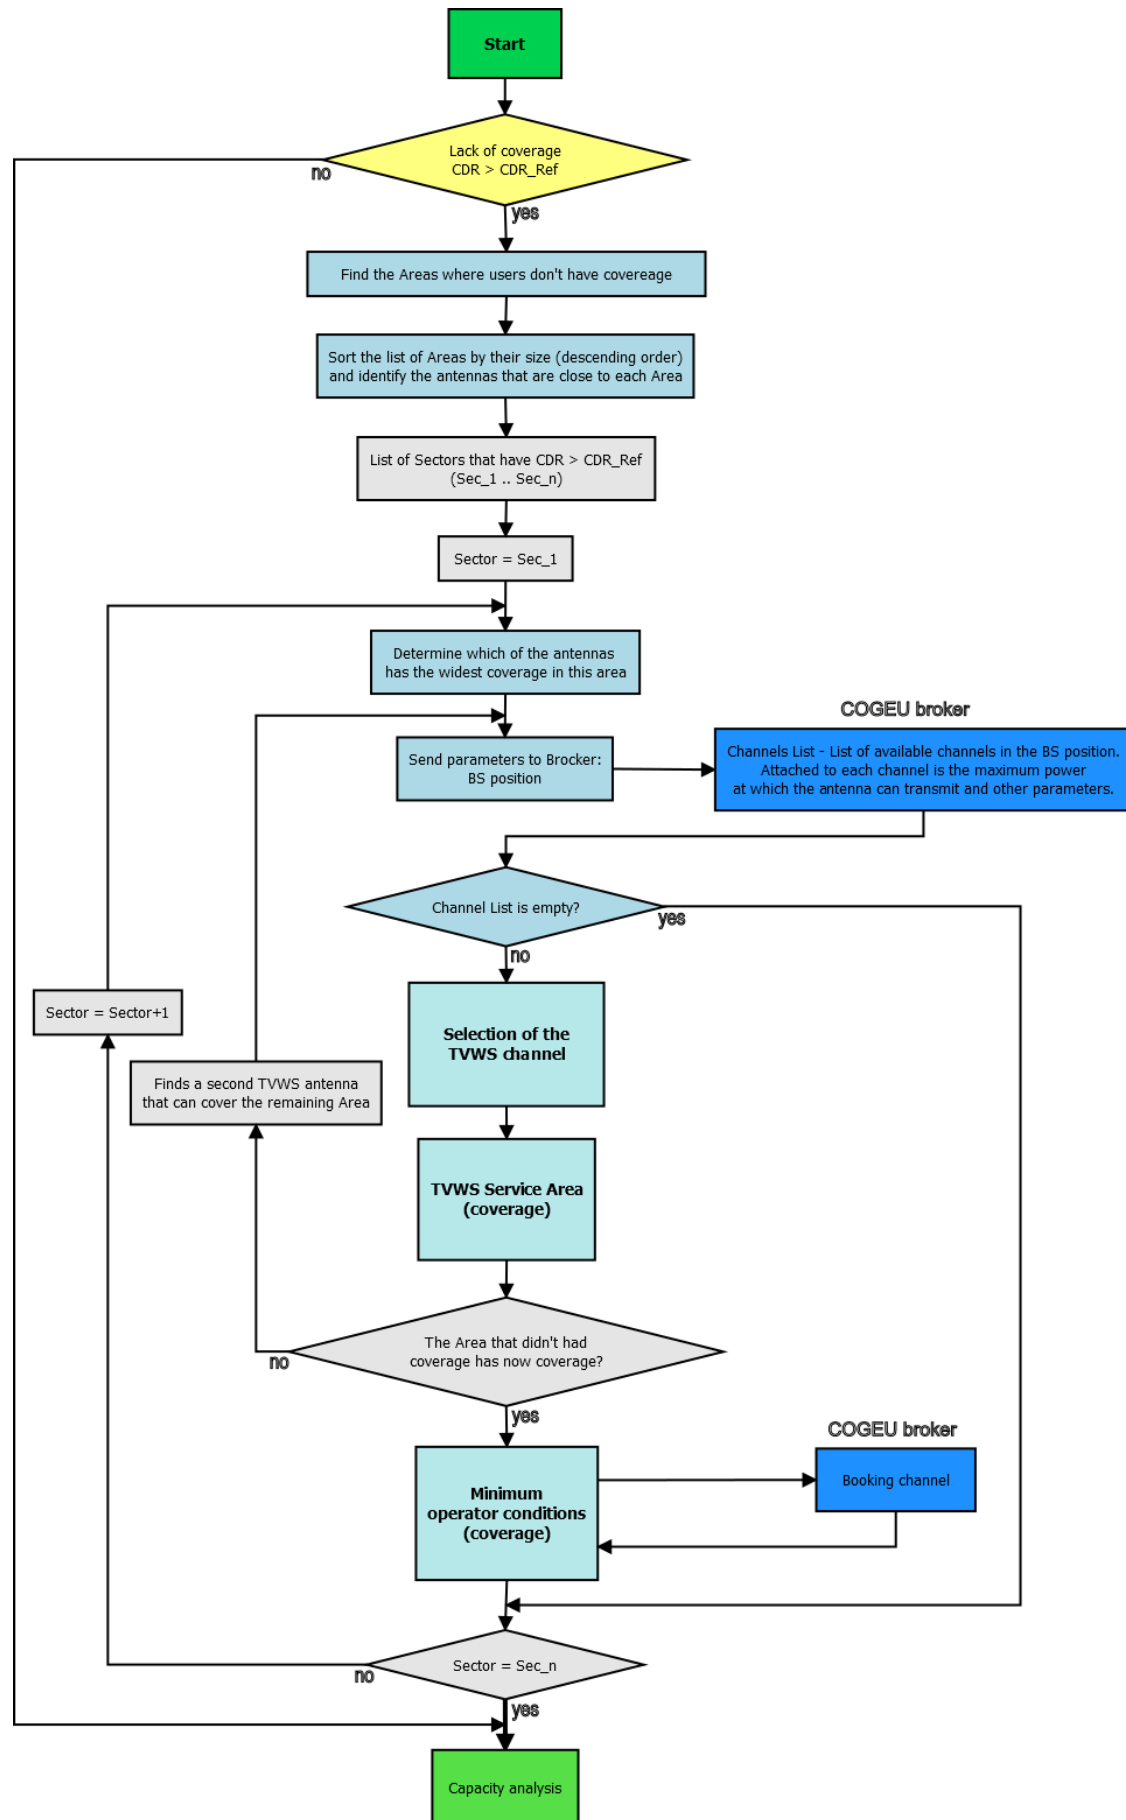 Start
Lack of coverage
CDR > CDR_Ref
no
yes
Find the Areas where users don't have covereage
Sort the list of Areas by their size (descending order)
and identify the antennas that are close to each Area
List of Sectors that have CDR > CDR_Ref
(Sec_1 .. Sec_n)
Sector = Sec_1
Determine which of the antennas
has the widest coverage in this area
COGEU broker
Send parameters to Brocker:
BS position
Channels List - List of available channels in the BS position.
Attached to each channel is the maximum power
at which the antenna can transmit and other parameters.
Channel List is empty?
yes
no
Sector = Sector+1
Selection of the
TVWS channel
Finds a second TVWS antenna
that can cover the remaining Area
TVWS Service Area
(coverage)
The Area that didn't had
coverage has now coverage?
no
yes
COGEU broker
Minimum
operator conditions
(coverage)
Booking channel
Sector = Sec_n
no
yes
Capacity analysis